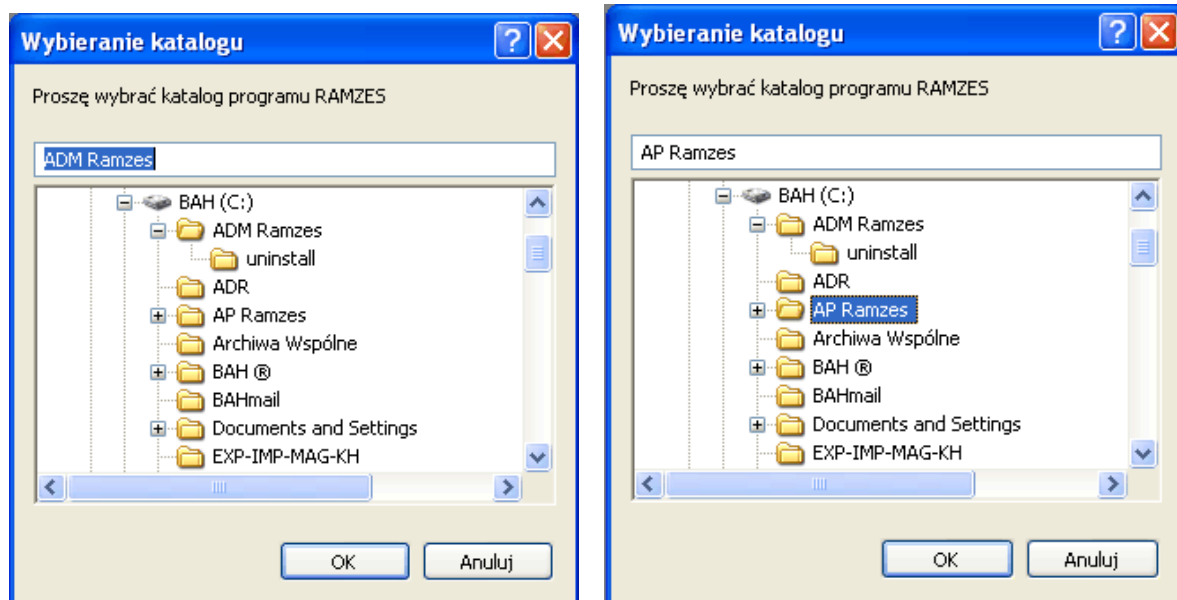 Wybieranie katalogu
Proszę wybrać katalog programu RAMZES
ADM Ramzes
BAH (C:)
ADM Ramzes
uninstall
ADR
AP Ramzes
Archiwa Wspólne
BAH ®
BAHmail
Documents and Settings
EXP-IMP-MAG-KH
OK Anuluj
Wybieranie katalogu
Proszę wybrać katalog programu RAMZES
AP Ramzes
BAH (C:)
ADM Ramzes
uninstall
ADR
AP Ramzes
Archiwa Wspólne
BAH ®
BAHmail
Documents and Settings
EXP-IMP-MAG-KH
OK Anuluj